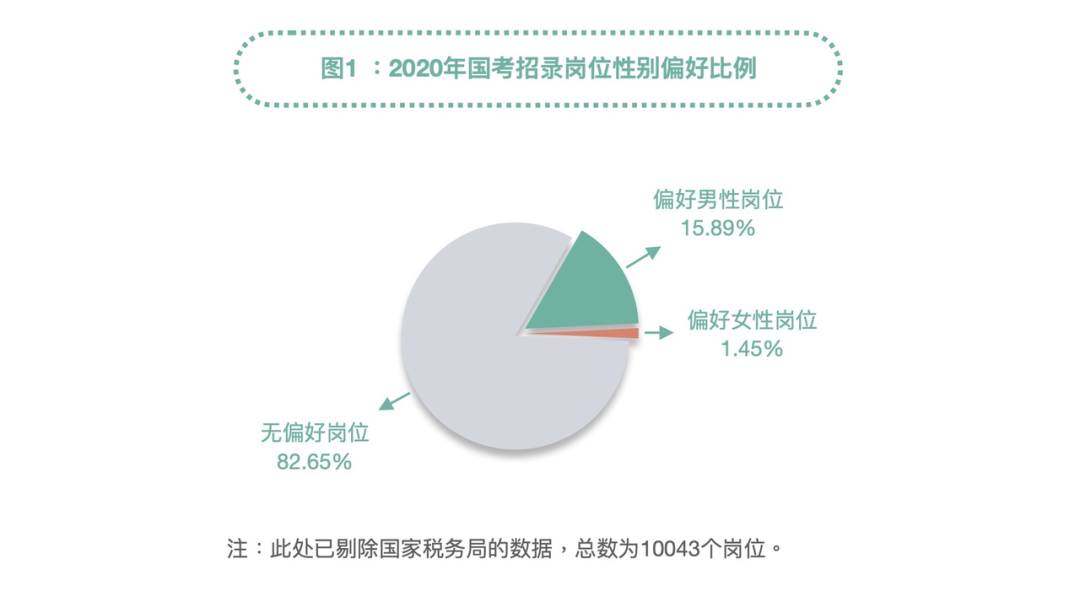 图1 ：2020年国考招录岗位性别偏好比例
偏好男性岗位
15.89%
偏好女性岗位
1.45%
无偏好岗位
82.65%
注：此处已剔除国家税务局的数据，总数为10043个岗位。